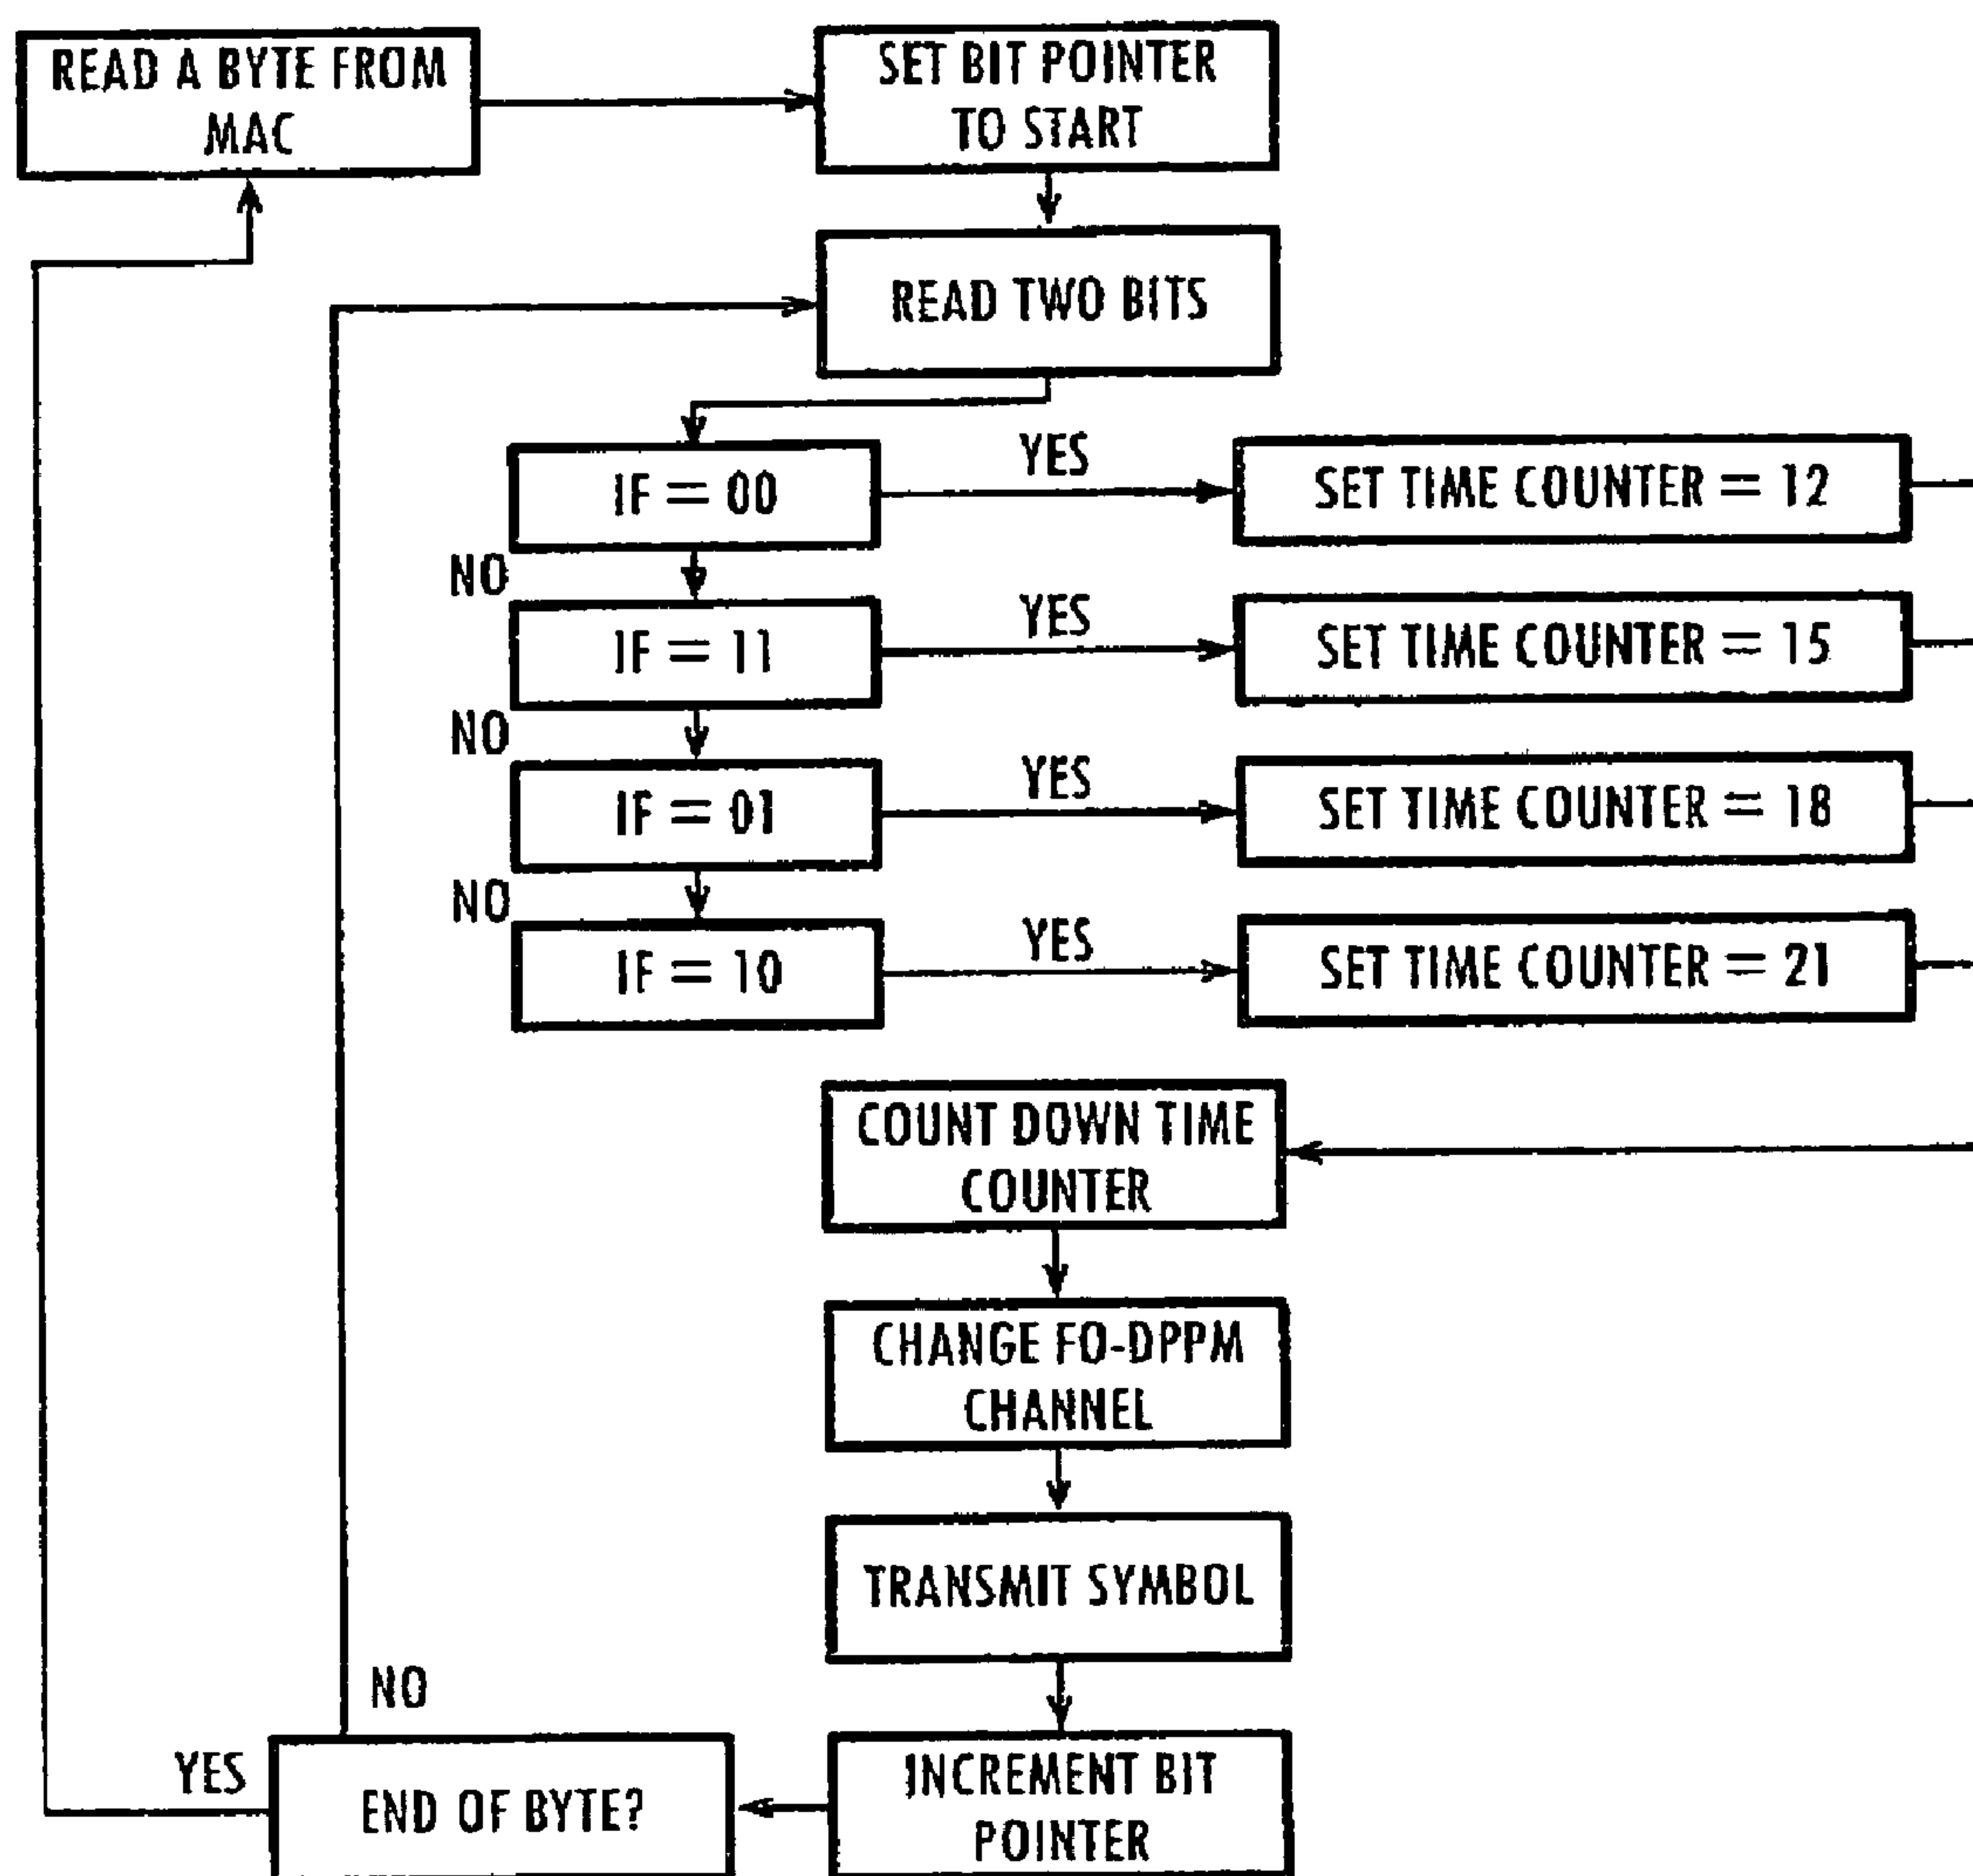 READ A BYTE FROM
MAC
SET BIT POINTER
TO START
READ TWO BITS
IF = 00
YES
SET TIME COUNTER = 12
NO
IF = 11
YES
SET TIME COUNTER = 15
NO
IF = 01
YES
SET TIME COUNTER = 18
NO
IF = 10
YES
SET TIME COUNTER = 21
COUNT DOWN TIME
COUNTER
CHANGE FO-DPPM
CHANNEL
TRANSMIT SYMBOL
NO
YES
END OF BYTE?
INCREMENT BIT
POINTER